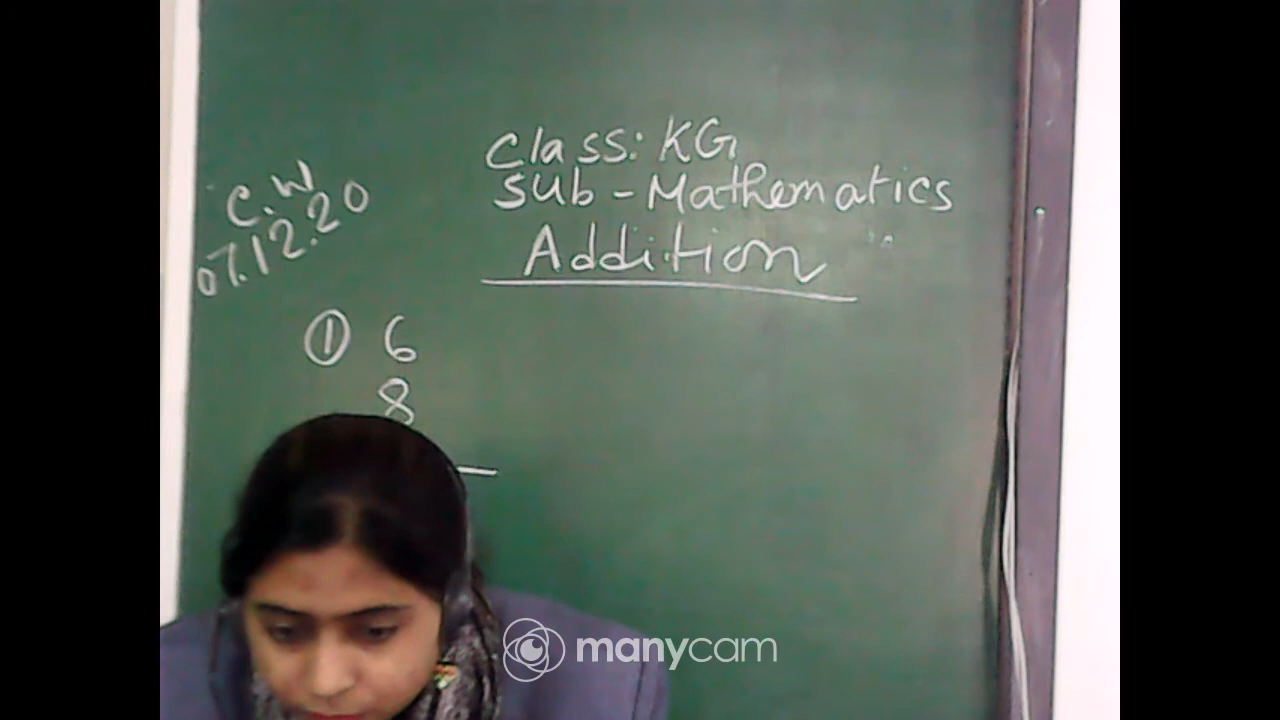 Class: KG
Sub - Mathematics
Addition
C.W
07.12.20
① 6
8
manycam